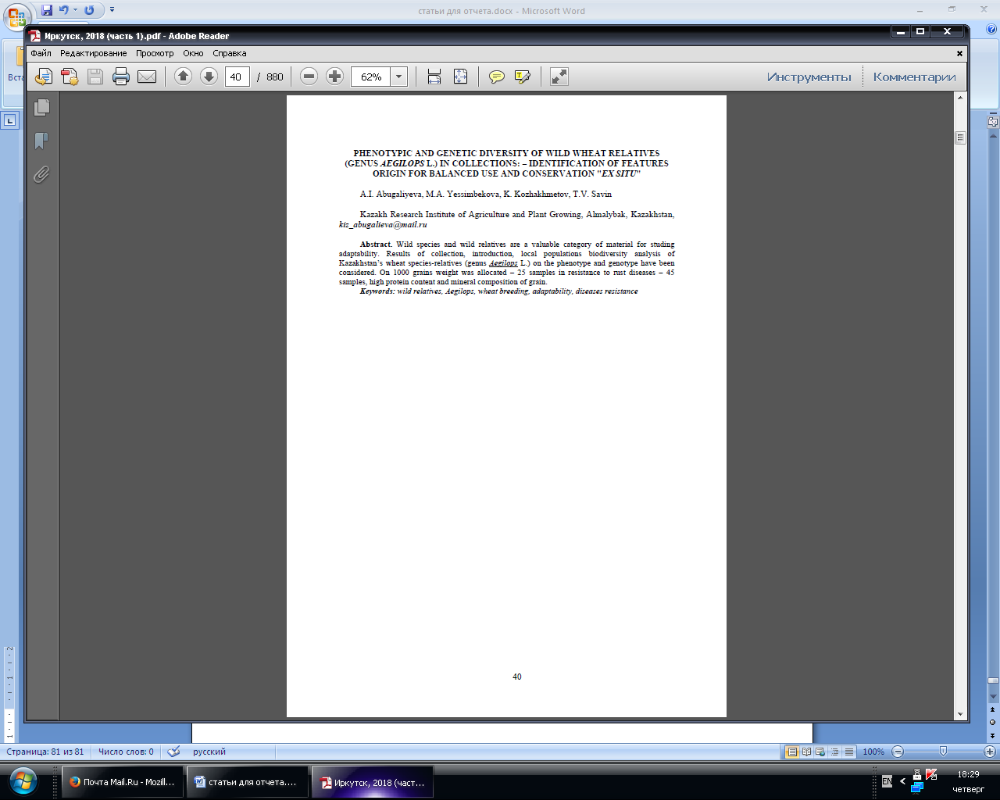 статьи для отчета.docx - Microsoft Word
Иркутск, 2018 (часть 1).pdf - Adobe Reader
Файл Редактирование Просмотр Окно Справка
40 / 880 62% Инструменты Комментарии
PHENOTYPIC AND GENETIC DIVERSITY OF WILD WHEAT RELATIVES
(GENUS AEGILOPS L.) IN COLLECTIONS: – IDENTIFICATION OF FEATURES
ORIGIN FOR BALANCED USE AND CONSERVATION "EX SITU"
A.I. Abugaliyeva, M.A. Yessimbekova, K. Kozhakhmetov, T.V. Savin
Kazakh Research Institute of Agriculture and Plant Growing, Almalybak, Kazakhstan,
kiz_abugalieva@mail.ru
Abstract. Wild species and wild relatives are a valuable category of material for studing
adaptability. Results of collection, introduction, local populations biodiversity analysis of
Kazakhstan's wheat species-relatives (genus Aegilops L.) on the phenotype and genotype have been
considered. On 1000 grains weight was allocated – 25 samples in resistance to rust diseases – 45
samples, high protein content and mineral composition of grain.
Keywords: wild relatives, Aegilops, wheat breeding, adaptability, diseases resistance
40
Страница: 81 из 81 Число слов: 0 русский 100%
Почта Mail.Ru - Mozill... статьи для отчета.... Иркутск, 2018 (част... EN 18:29
четверг